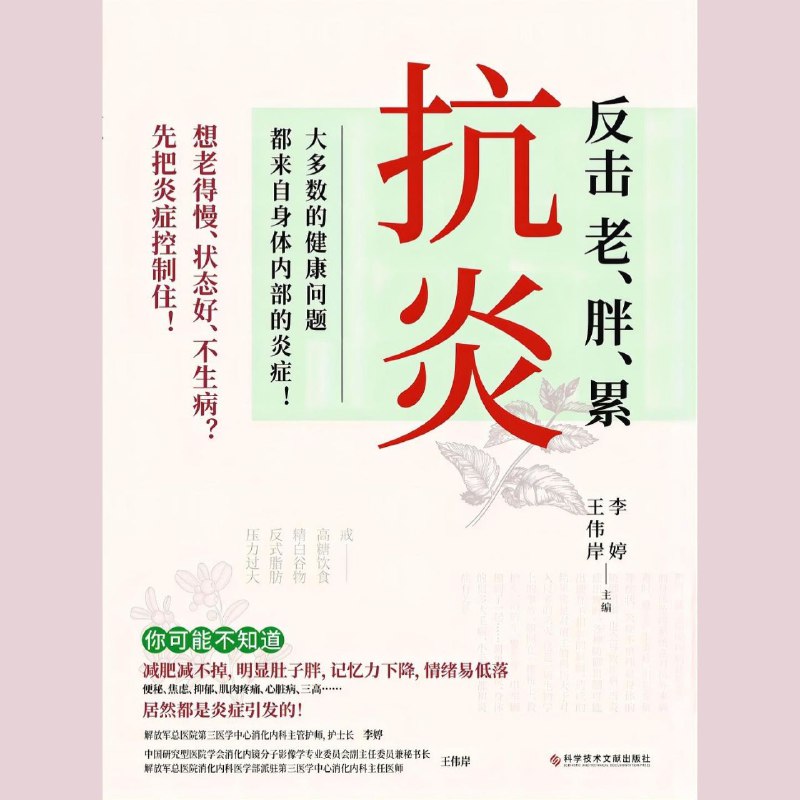 反击 老、胖、累
抗炎
大多数的健康问题
都来自身体内部的炎症！
想老得慢、状态好、不生病？
先把炎症控制住！
李婷
王伟岸
主编
戒——
高糖饮食
精白谷物
反式脂肪
压力过大
你可能不知道
减肥减不掉, 明显肚子胖, 记忆力下降, 情绪易低落
便秘、焦虑、抑郁、肌肉疼痛、心脏病、三高……
居然都是炎症引发的！
解放军总医院第三医学中心消化内科主管护师, 护士长 李婷
中国研究型医院学会消化内镜分子影像学专业委员会副主任委员兼秘书长
解放军总医院消化内科医学部派驻第三医学中心消化内科主任医师
王伟岸
科学技术文献出版社
SCIENTIFIC AND TECHNICAL DOCUMENTATION PRESS